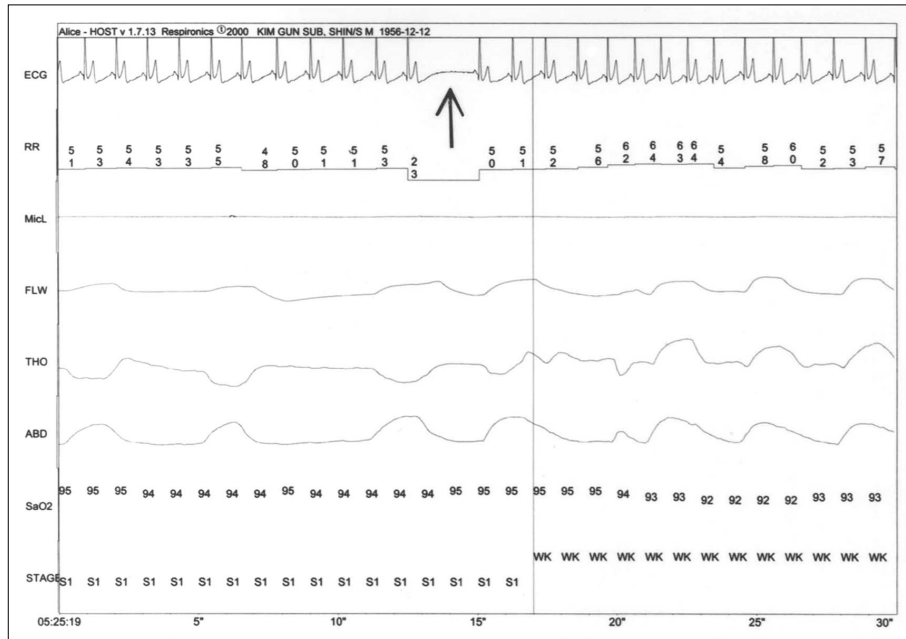 Alice - HOST v 1.7.13 Respironics ©2000 KIM GUN SUB, SHIN/S M 1956-12-12
ECG
RR 51 53 54 53 53 55 48 50 51 51 53 23 50 51 52 56 62 64 63 64 54 58 60 52 53 57
MicL
FLW
THO
ABD
SaO2 95 95 95 94 94 94 94 95 94 94 94 94 94 95 95 95 95 95 95 94 93 93 92 92 92 92 93 93 93
WK WK WK WK WK WK WK WK WK WK WK WK WK
STAGE S1 S1 S1 S1 S1 S1 S1 S1 S1 S1 S1 S1 S1 S1 S1 S1 S1
05:25:19 5" 10" 15" 20" 25" 30"